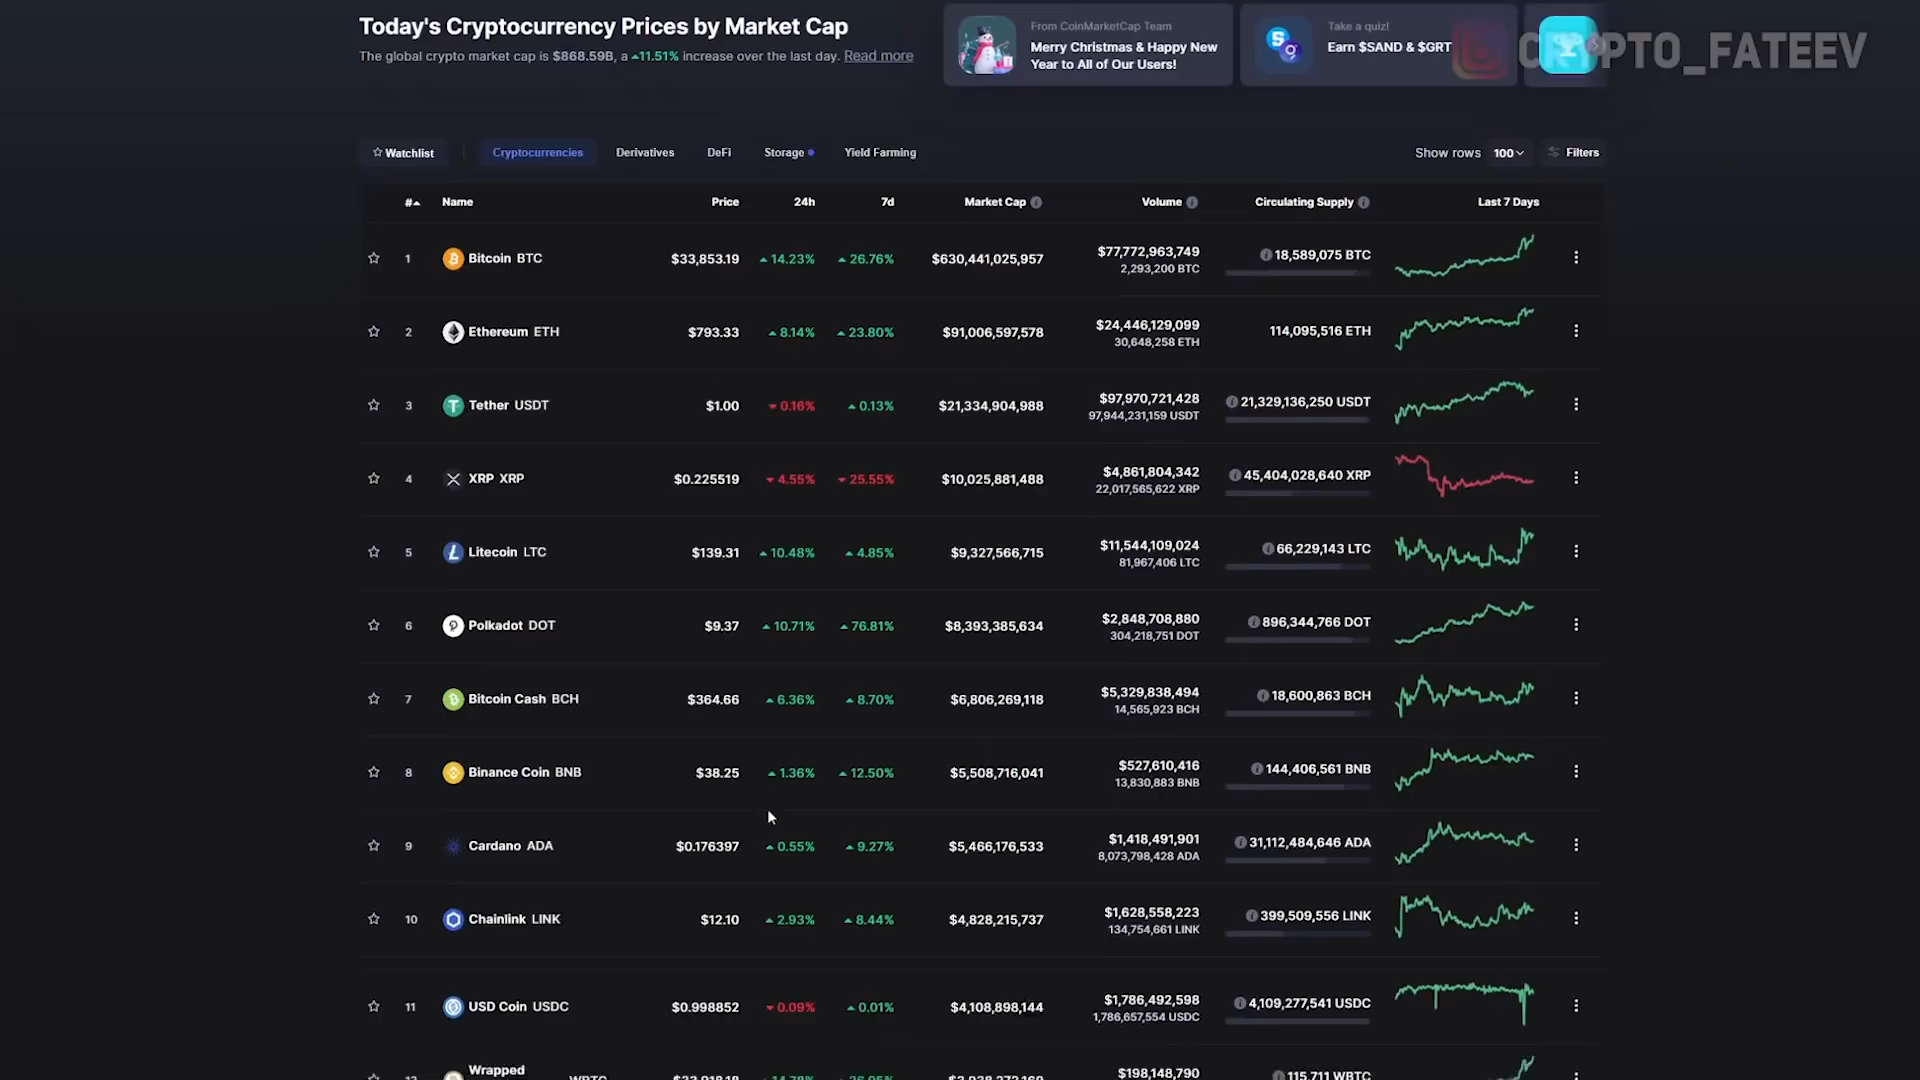 Today's Cryptocurrency Prices by Market Cap
The global crypto market cap is $868.59B, a 11.51% increase over the last day. Read more
From CoinMarketCap Team
Merry Christmas & Happy New
Year to All of Our Users!
Take a quiz!
Earn $SAND & $GRT
CRYPTO_FATEEV
Watchlist Cryptocurrencies Derivatives DeFi Storage Yield Farming Show rows 100 Filters
# Name Price 24h 7d Market Cap Volume Circulating Supply Last 7 Days
1 Bitcoin BTC $33,853.19 14.23% 26.76% $630,441,025,957 $77,772,963,749 18,589,075 BTC
2,293,200 BTC
2 Ethereum ETH $793.33 8.14% 23.80% $91,006,597,578 $24,446,129,099 114,095,516 ETH
30,648,258 ETH
3 Tether USDT $1.00 0.16% 0.13% $21,334,904,988 $97,970,721,428 21,329,136,250 USDT
97,944,231,159 USDT
4 XRP XRP $0.225519 4.55% 25.55% $10,025,881,488 $4,861,804,342 45,404,028,640 XRP
22,017,565,622 XRP
5 Litecoin LTC $139.31 10.48% 4.85% $9,327,566,715 $11,544,109,024 66,229,143 LTC
81,967,406 LTC
6 Polkadot DOT $9.37 10.71% 76.81% $8,393,385,634 $2,848,708,880 896,344,766 DOT
304,218,751 DOT
7 Bitcoin Cash BCH $364.66 6.36% 8.70% $6,806,269,118 $5,329,838,494 18,600,863 BCH
14,565,923 BCH
8 Binance Coin BNB $38.25 1.36% 12.50% $5,508,716,041 $527,610,416 144,406,561 BNB
13,830,883 BNB
9 Cardano ADA $0.176397 0.55% 9.27% $5,466,176,533 $1,418,491,901 31,112,484,646 ADA
8,073,798,428 ADA
10 Chainlink LINK $12.10 2.93% 8.44% $4,828,215,737 $1,628,558,223 399,509,556 LINK
134,754,661 LINK
11 USD Coin USDC $0.998852 0.09% 0.01% $4,108,898,144 $1,786,492,598 4,109,277,541 USDC
1,786,657,554 USDC
Wrapped $198,148,790
WBTC 115,711 WBTC